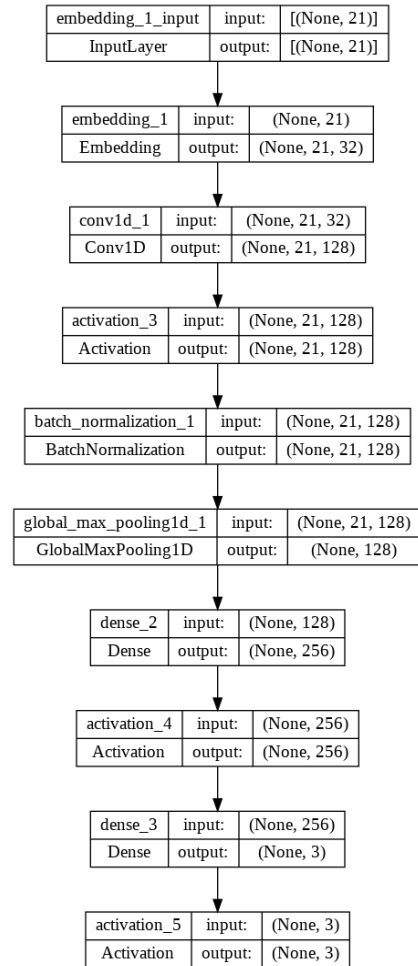 embedding_1_input input: [(None, 21)]
InputLayer output: [(None, 21)]
embedding_1 input: (None, 21)
Embedding output: (None, 21, 32)
conv1d_1 input: (None, 21, 32)
Conv1D output: (None, 21, 128)
activation_3 input: (None, 21, 128)
Activation output: (None, 21, 128)
batch_normalization_1 input: (None, 21, 128)
BatchNormalization output: (None, 21, 128)
global_max_pooling1d_1 input: (None, 21, 128)
GlobalMaxPooling1D output: (None, 128)
dense_2 input: (None, 128)
Dense output: (None, 256)
activation_4 input: (None, 256)
Activation output: (None, 256)
dense_3 input: (None, 256)
Dense output: (None, 3)
activation_5 input: (None, 3)
Activation output: (None, 3)